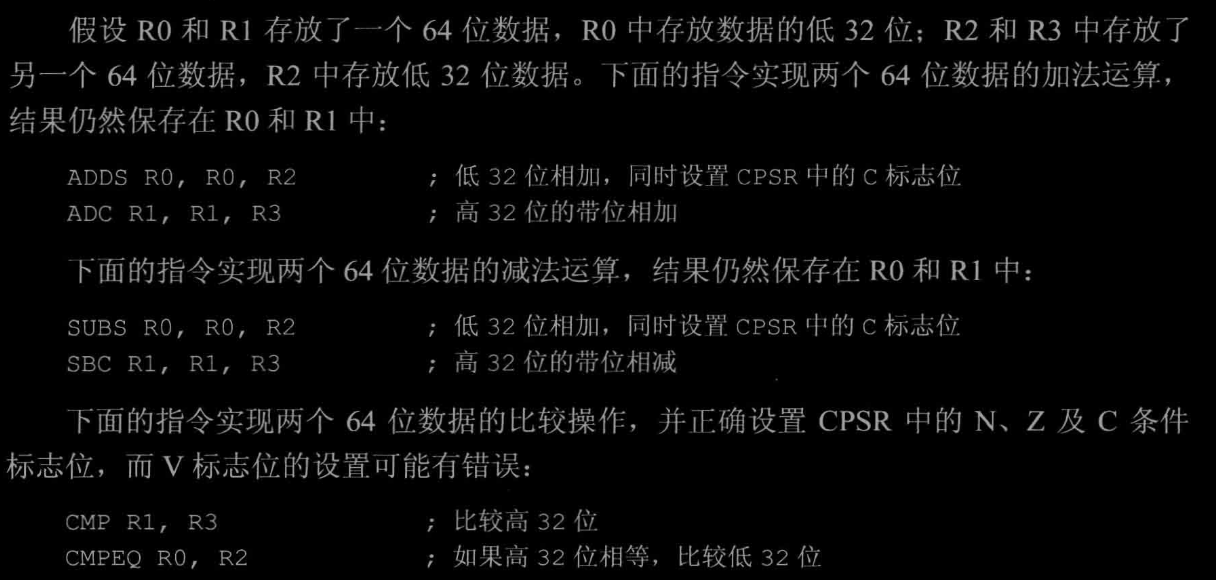 假设 R0 和 R1 存放了一个 64 位数据，R0 中存放数据的低 32 位；R2 和 R3 中存放了
另一个 64 位数据，R2 中存放低 32 位数据。下面的指令实现两个 64 位数据的加法运算，
结果仍然保存在 R0 和 R1 中：
ADDS R0, R0, R2 ; 低 32 位相加，同时设置 CPSR 中的 C 标志位
ADC R1, R1, R3 ; 高 32 位的带位相加
下面的指令实现两个 64 位数据的减法运算，结果仍然保存在 R0 和 R1 中：
SUBS R0, R0, R2 ; 低 32 位相加，同时设置 CPSR 中的 C 标志位
SBC R1, R1, R3 ; 高 32 位的带位相减
下面的指令实现两个 64 位数据的比较操作，并正确设置 CPSR 中的 N、Z 及 C 条件
标志位，而 V 标志位的设置可能有错误：
CMP R1, R3 ; 比较高 32 位
CMPEQ R0, R2 ; 如果高 32 位相等，比较低 32 位